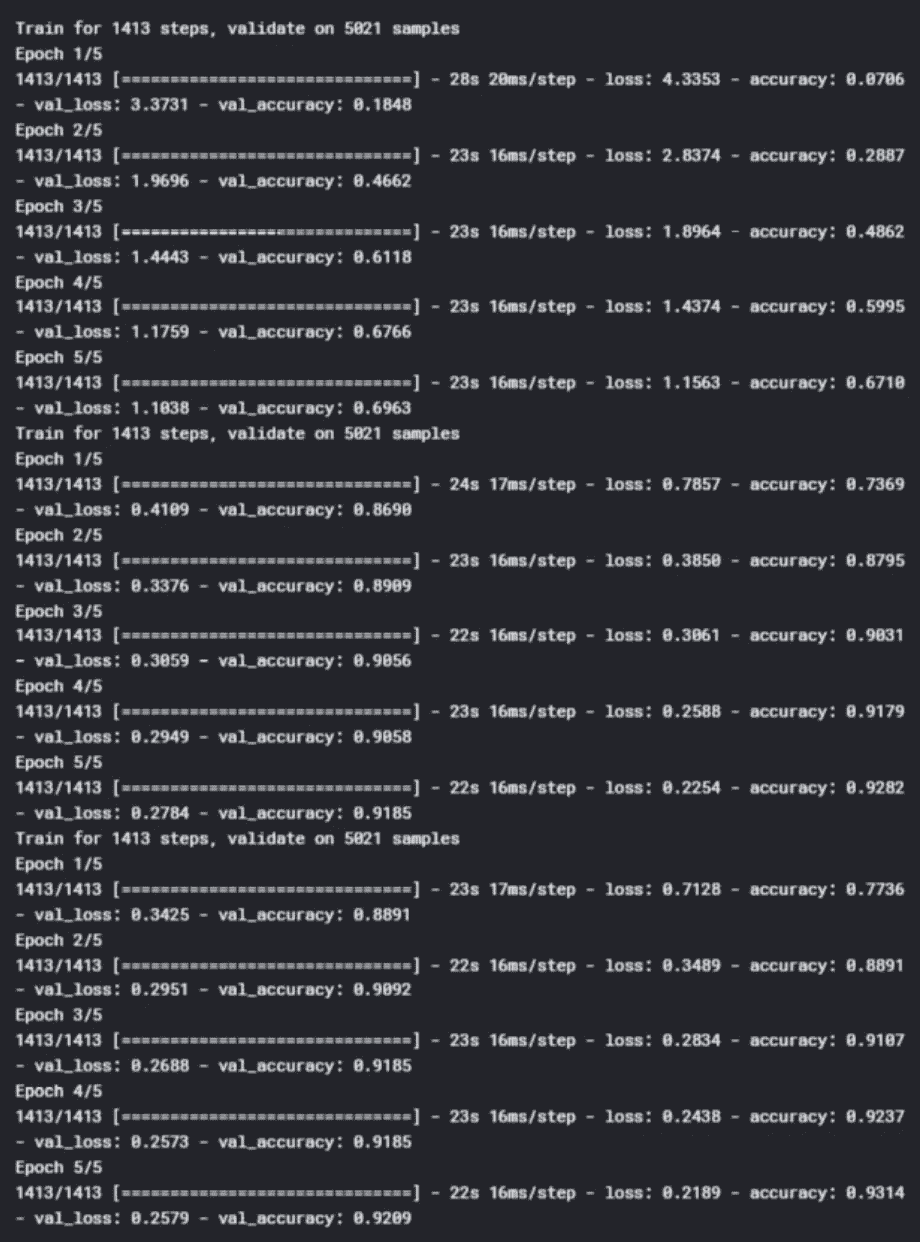 Train for 1413 steps, validate on 5021 samples
Epoch 1/5
1413/1413 [==============================] - 28s 20ms/step - loss: 4.3353 - accuracy: 0.0706
- val_loss: 3.3731 - val_accuracy: 0.1848
Epoch 2/5
1413/1413 [==============================] - 23s 16ms/step - loss: 2.8374 - accuracy: 0.2887
- val_loss: 1.9696 - val_accuracy: 0.4662
Epoch 3/5
1413/1413 [==============================] - 23s 16ms/step - loss: 1.8964 - accuracy: 0.4862
- val_loss: 1.4443 - val_accuracy: 0.6118
Epoch 4/5
1413/1413 [==============================] - 23s 16ms/step - loss: 1.4374 - accuracy: 0.5995
- val_loss: 1.1759 - val_accuracy: 0.6766
Epoch 5/5
1413/1413 [==============================] - 23s 16ms/step - loss: 1.1563 - accuracy: 0.6710
- val_loss: 1.1038 - val_accuracy: 0.6963
Train for 1413 steps, validate on 5021 samples
Epoch 1/5
1413/1413 [==============================] - 24s 17ms/step - loss: 0.7857 - accuracy: 0.7369
- val_loss: 0.4109 - val_accuracy: 0.8690
Epoch 2/5
1413/1413 [==============================] - 23s 16ms/step - loss: 0.3850 - accuracy: 0.8795
- val_loss: 0.3376 - val_accuracy: 0.8909
Epoch 3/5
1413/1413 [==============================] - 22s 16ms/step - loss: 0.3061 - accuracy: 0.9031
- val_loss: 0.3059 - val_accuracy: 0.9056
Epoch 4/5
1413/1413 [==============================] - 23s 16ms/step - loss: 0.2588 - accuracy: 0.9179
- val_loss: 0.2949 - val_accuracy: 0.9058
Epoch 5/5
1413/1413 [==============================] - 22s 16ms/step - loss: 0.2254 - accuracy: 0.9282
- val_loss: 0.2784 - val_accuracy: 0.9185
Train for 1413 steps, validate on 5021 samples
Epoch 1/5
1413/1413 [==============================] - 23s 17ms/step - loss: 0.7128 - accuracy: 0.7736
- val_loss: 0.3425 - val_accuracy: 0.8891
Epoch 2/5
1413/1413 [==============================] - 22s 16ms/step - loss: 0.3489 - accuracy: 0.8891
- val_loss: 0.2951 - val_accuracy: 0.9092
Epoch 3/5
1413/1413 [==============================] - 23s 16ms/step - loss: 0.2834 - accuracy: 0.9107
- val_loss: 0.2688 - val_accuracy: 0.9185
Epoch 4/5
1413/1413 [==============================] - 23s 16ms/step - loss: 0.2438 - accuracy: 0.9237
- val_loss: 0.2573 - val_accuracy: 0.9185
Epoch 5/5
1413/1413 [==============================] - 22s 16ms/step - loss: 0.2189 - accuracy: 0.9314
- val_loss: 0.2579 - val_accuracy: 0.9209